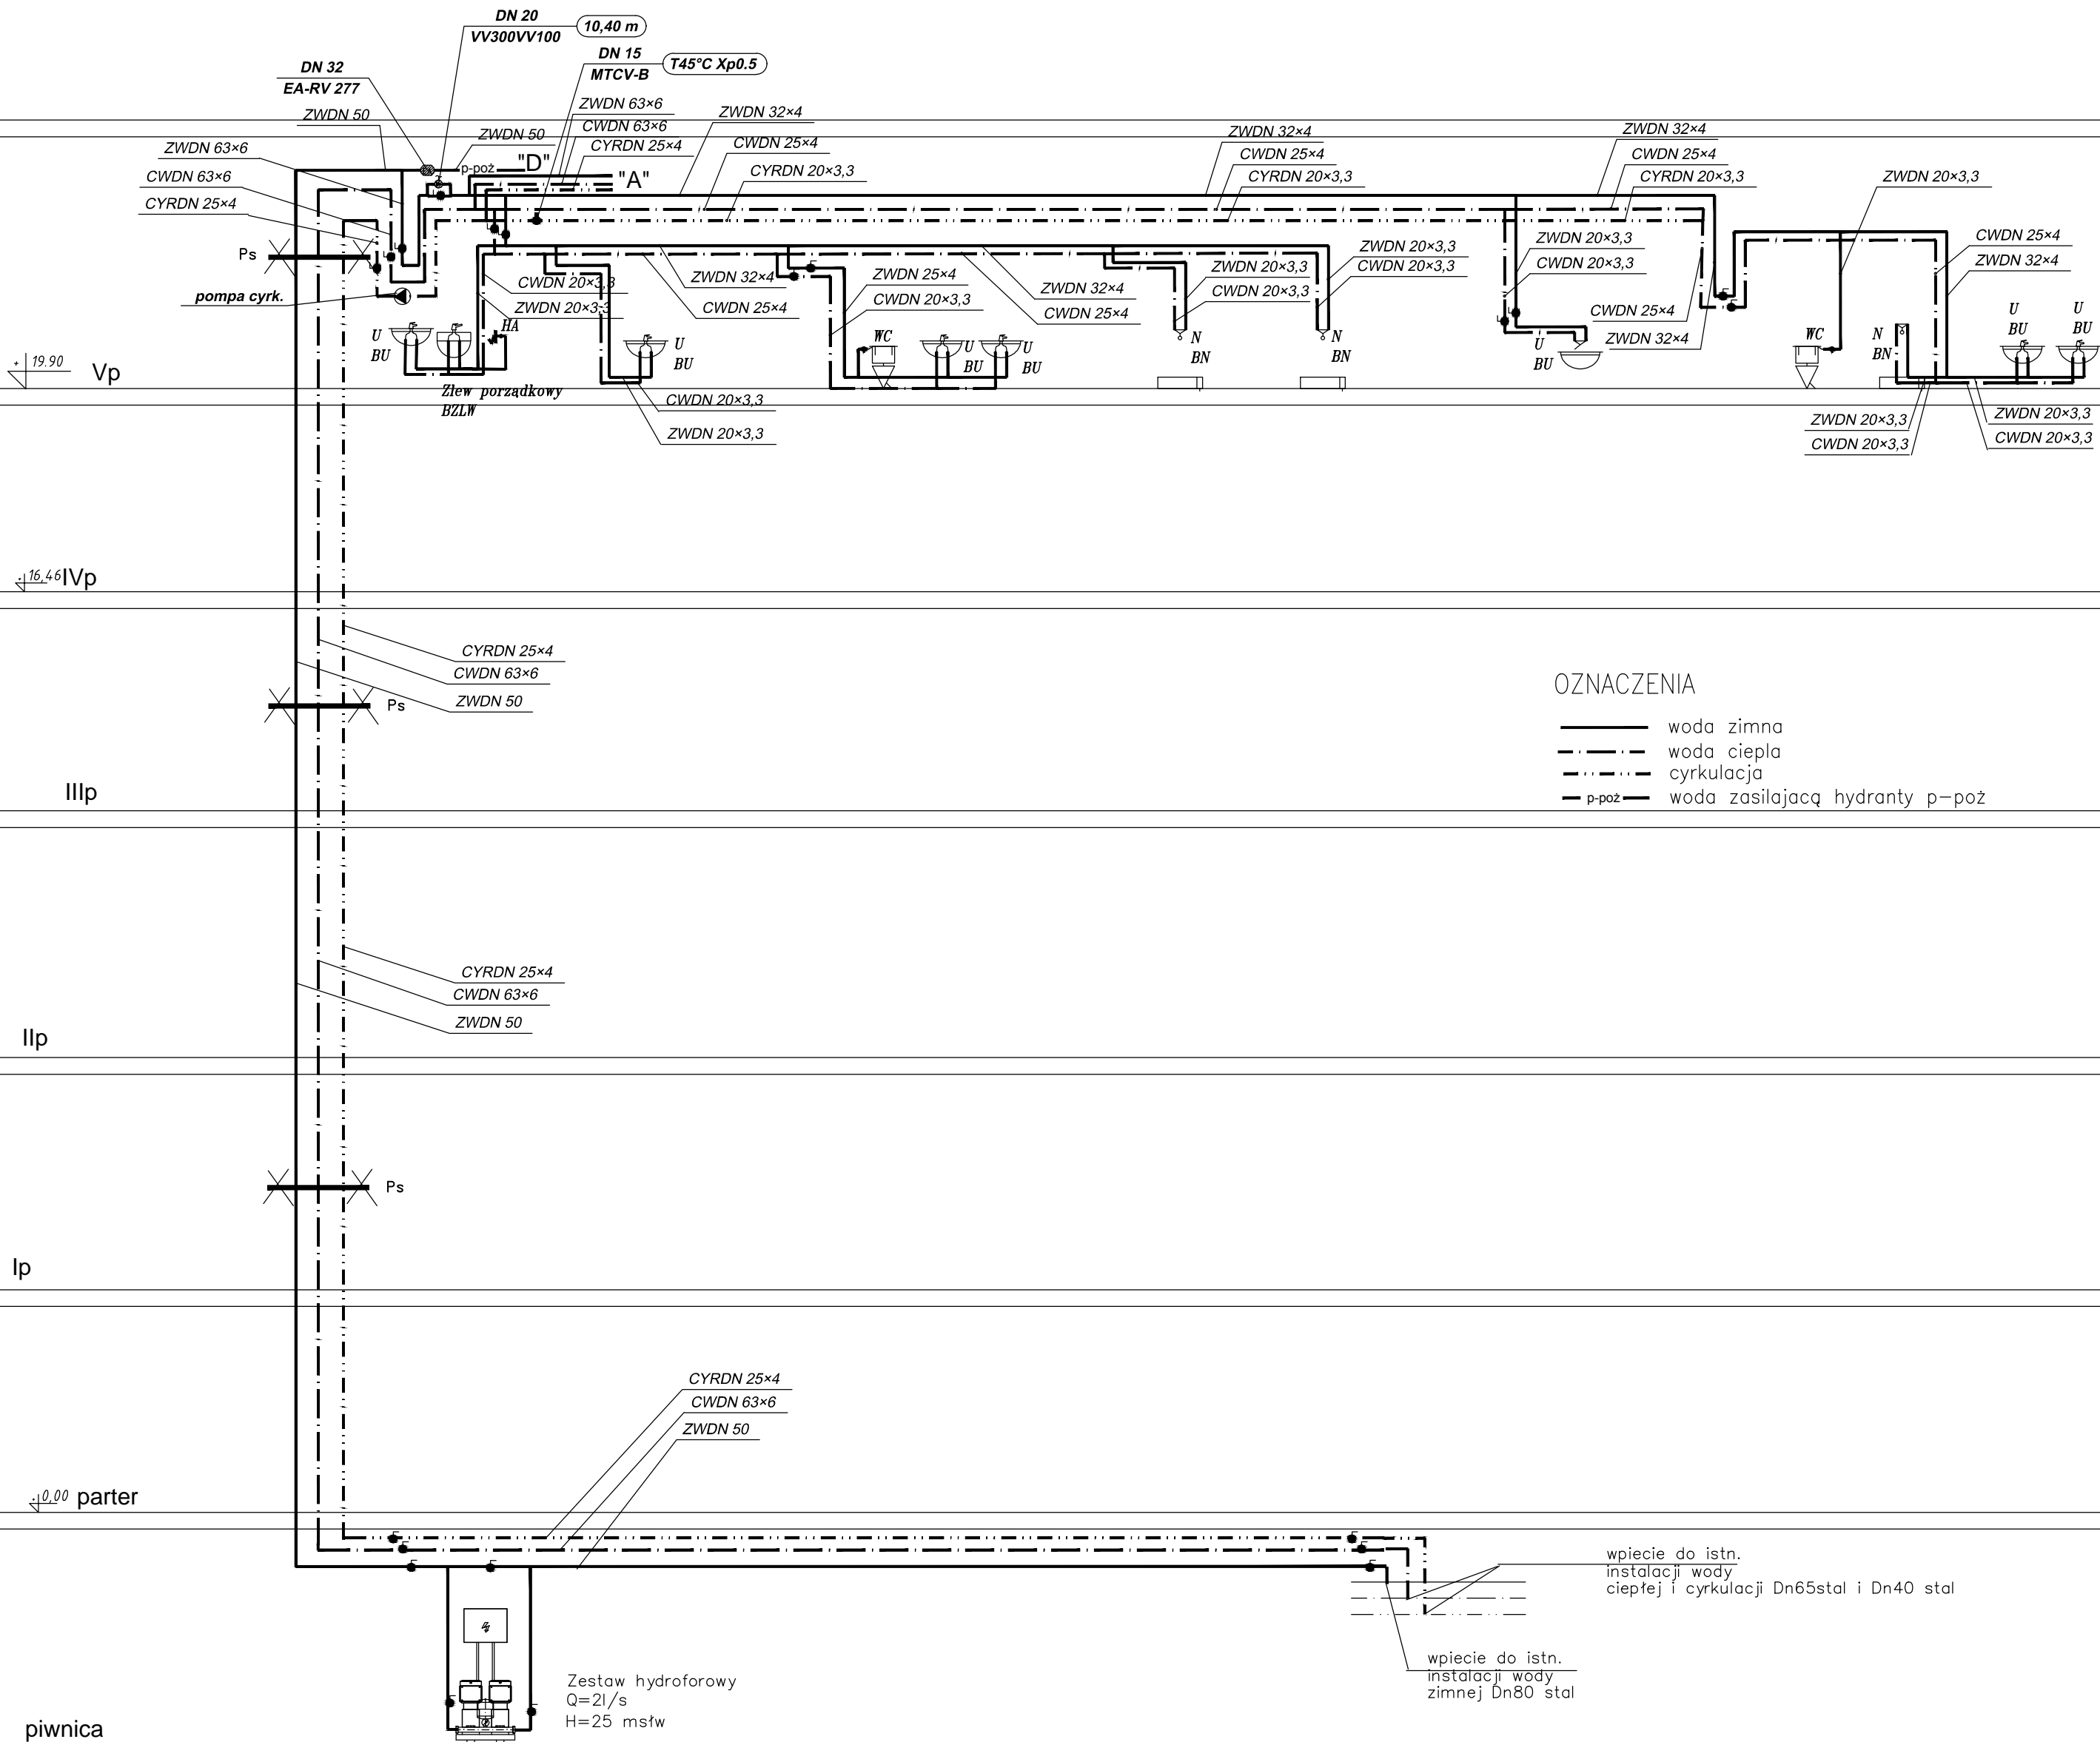 DN 20
VV300VV100
10,40 m
DN 15
MTCV-B
T45°C Xp0.5
DN 32
EA-RV 277
ZWDN 50
ZWDN 63×6
CWDN 63×6
CYRDN 25×4
ZWDN 50
p-poż
"D"
"A"
ZWDN 63×6
CWDN 63×6
CYRDN 25×4
ZWDN 32×4
CWDN 25×4
CYRDN 20×3,3
ZWDN 32×4
CWDN 25×4
CYRDN 20×3,3
ZWDN 32×4
CWDN 25×4
CYRDN 20×3,3
ZWDN 20×3,3
CWDN 25×4
ZWDN 32×4
Ps
pompa cyrk.
CWDN 20×3,3
ZWDN 20×3,3
ZWDN 32×4
CWDN 25×4
ZWDN 25×4
CWDN 20×3,3
ZWDN 32×4
CWDN 25×4
ZWDN 20×3,3
CWDN 20×3,3
ZWDN 20×3,3
CWDN 20×3,3
ZWDN 20×3,3
CWDN 20×3,3
CWDN 25×4
ZWDN 32×4
U
BU
HA
U
BU
WC
U
BU
U
BU
N
BN
N
BN
U
BU
WC
N
BN
U
BU
U
BU
Zlew porządkowy
BZLW
CWDN 20×3,3
ZWDN 20×3,3
ZWDN 20×3,3
CWDN 20×3,3
ZWDN 20×3,3
CWDN 20×3,3
+ 19.90
Vp
16,46
IVp
CYRDN 25×4
CWDN 63×6
ZWDN 50
Ps
OZNACZENIA
woda zimna
woda ciepla
cyrkulacja
p-poż
woda zasilajacą hydranty p-poż
IIIp
CYRDN 25×4
CWDN 63×6
ZWDN 50
IIp
Ps
Ip
CYRDN 25×4
CWDN 63×6
ZWDN 50
0,00
parter
wpiecie do istn.
instalacji wody
ciepłej i cyrkulacji Dn65stal i Dn40 stal
wpiecie do istn.
instalacji wody
zimnej Dn80 stal
Zestaw hydroforowy
Q=2l/s
H=25 msłw
piwnica